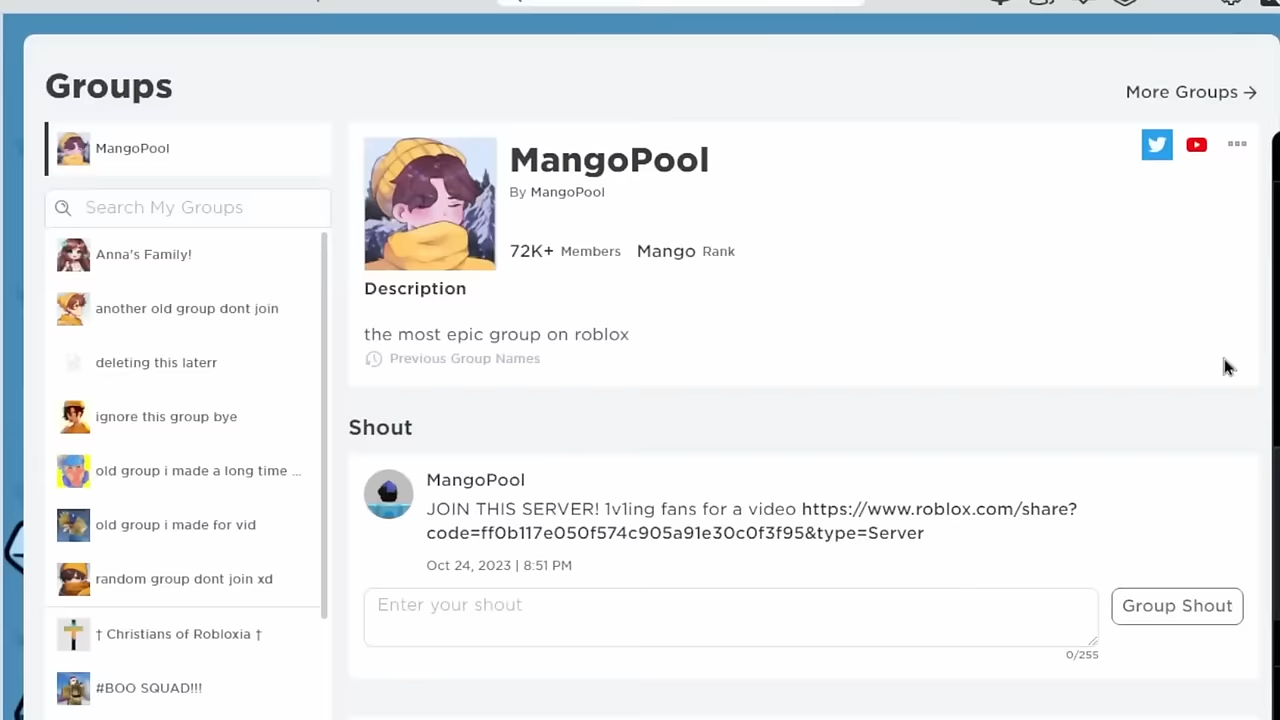 Groups
More Groups →
MangoPool
Search My Groups
Anna's Family!
another old group dont join
deleting this laterr
ignore this group bye
old group i made a long time ...
old group i made for vid
random group dont join xd
† Christians of Robloxia †
#BOO SQUAD!!!
MangoPool
By MangoPool
72K+ Members Mango Rank
Description
the most epic group on roblox
Previous Group Names
Shout
MangoPool
JOIN THIS SERVER! 1v1ing fans for a video https://www.roblox.com/share?
code=ff0b117e050f574c905a91e30c0f3f95&type=Server
Oct 24, 2023 | 8:51 PM
Enter your shout
Group Shout
0/255